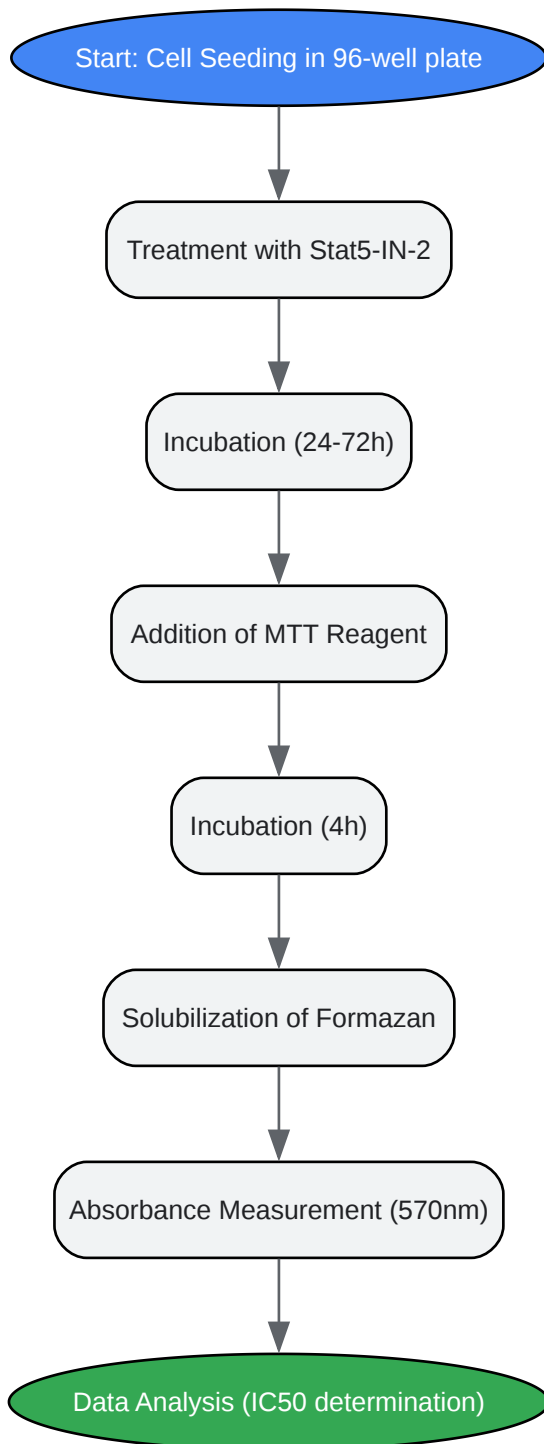 Start: Cell Seeding in 96-well plate
Treatment with Stat5-IN-2
Incubation (24-72h)
Addition of MTT Reagent
Incubation (4h)
Solubilization of Formazan
Absorbance Measurement (570nm)
Data Analysis (IC50 determination)